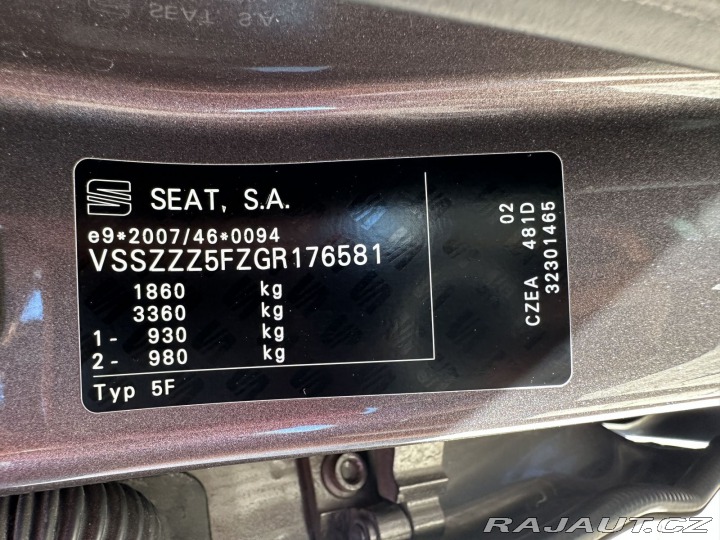 SEAT, S.A.
e9*2007/46*0094
VSSZZZ5FZGR176581
1860 kg
3360 kg
1- 930 kg
2- 980 kg
Typ 5F
02
CZEA 481D
32301465
RAJAUT.CZ